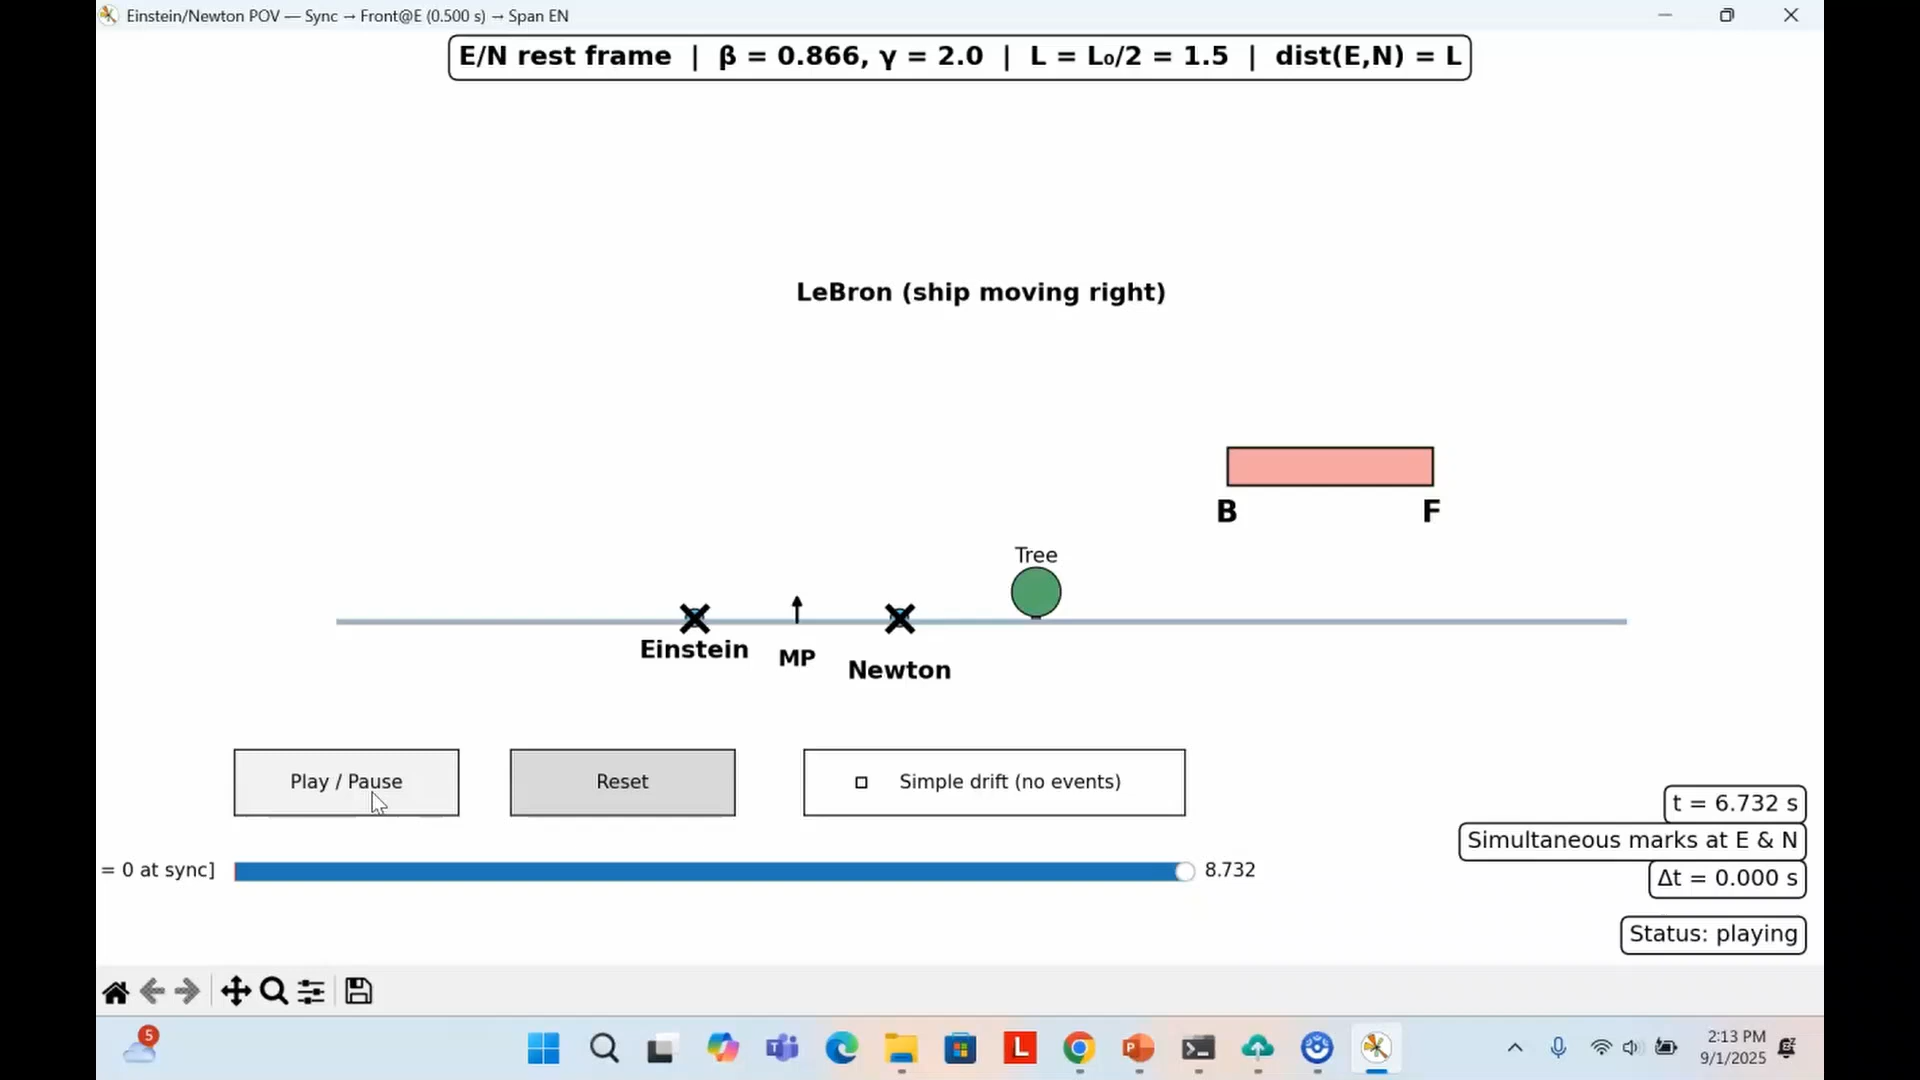 Einstein/Newton POV — Sync → Front@E (0.500 s) → Span EN
E/N rest frame | β = 0.866, γ = 2.0 | L = L₀/2 = 1.5 | dist(E,N) = L
LeBron (ship moving right)
B F
Tree
Einstein MP Newton
Play / Pause Reset Simple drift (no events)
t = 6.732 s
Simultaneous marks at E & N
= 0 at sync] 8.732
Δt = 0.000 s
Status: playing
5
L
2:13 PM
9/1/2025